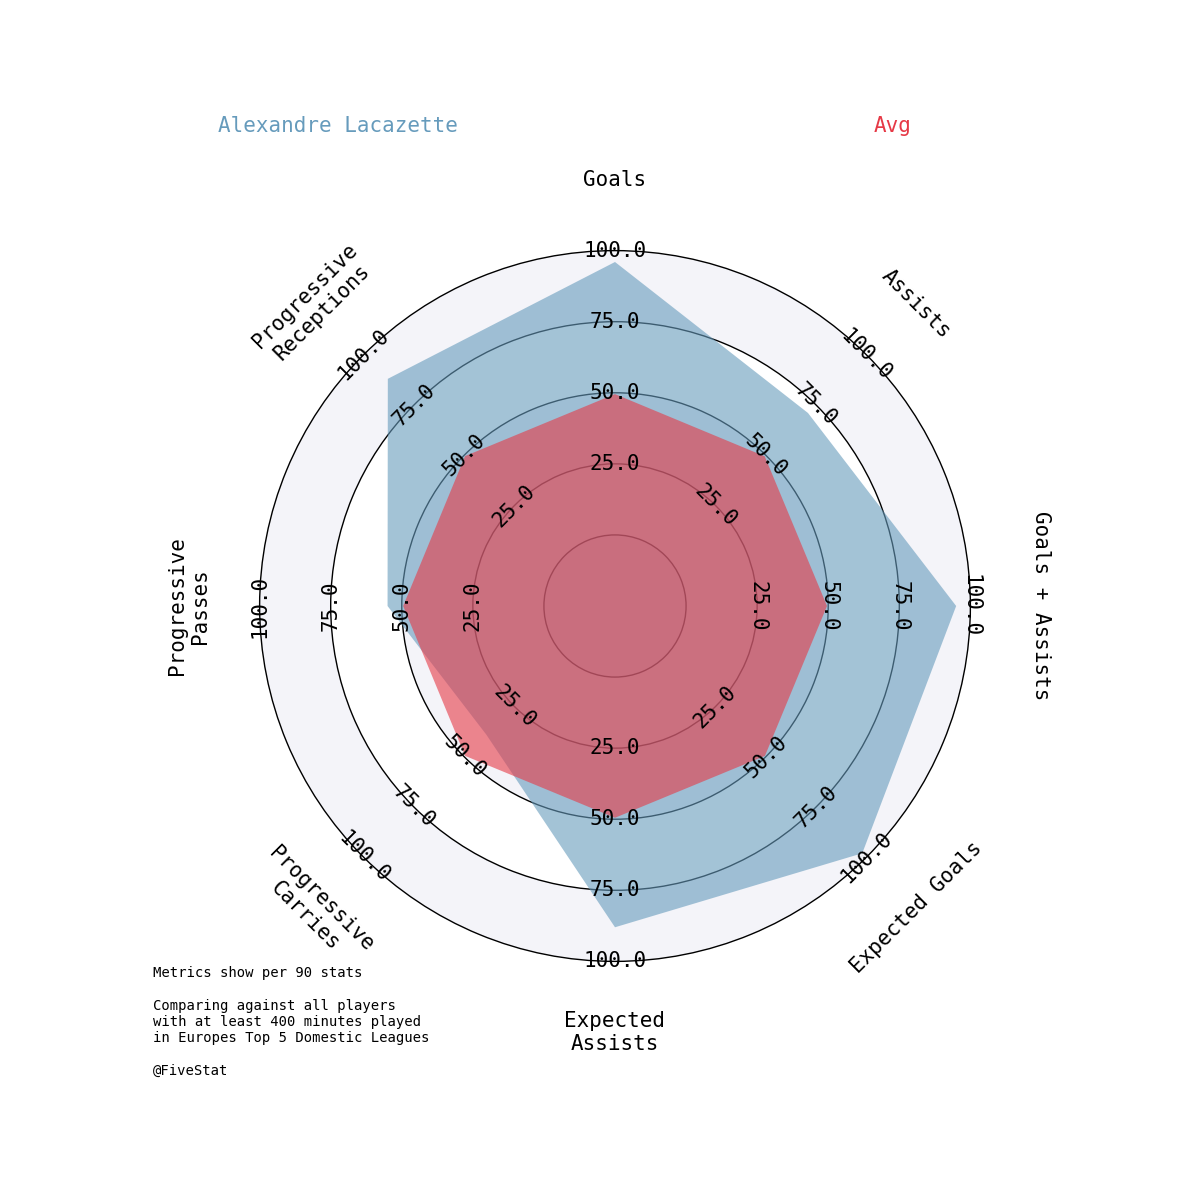 Alexandre Lacazette
Avg
Goals
Assists
Goals + Assists
Expected Goals
Expected
Assists
Progressive
Carries
Progressive
Passes
Progressive
Receptions
25.0
50.0
75.0
100.0
25.0
50.0
75.0
100.0
25.0
50.0
75.0
100.0
25.0
50.0
75.0
100.0
25.0
50.0
75.0
100.0
25.0
50.0
75.0
100.0
25.0
50.0
75.0
100.0
25.0
50.0
75.0
100.0
Metrics show per 90 stats
Comparing against all players
with at least 400 minutes played
in Europes Top 5 Domestic Leagues
@FiveStat